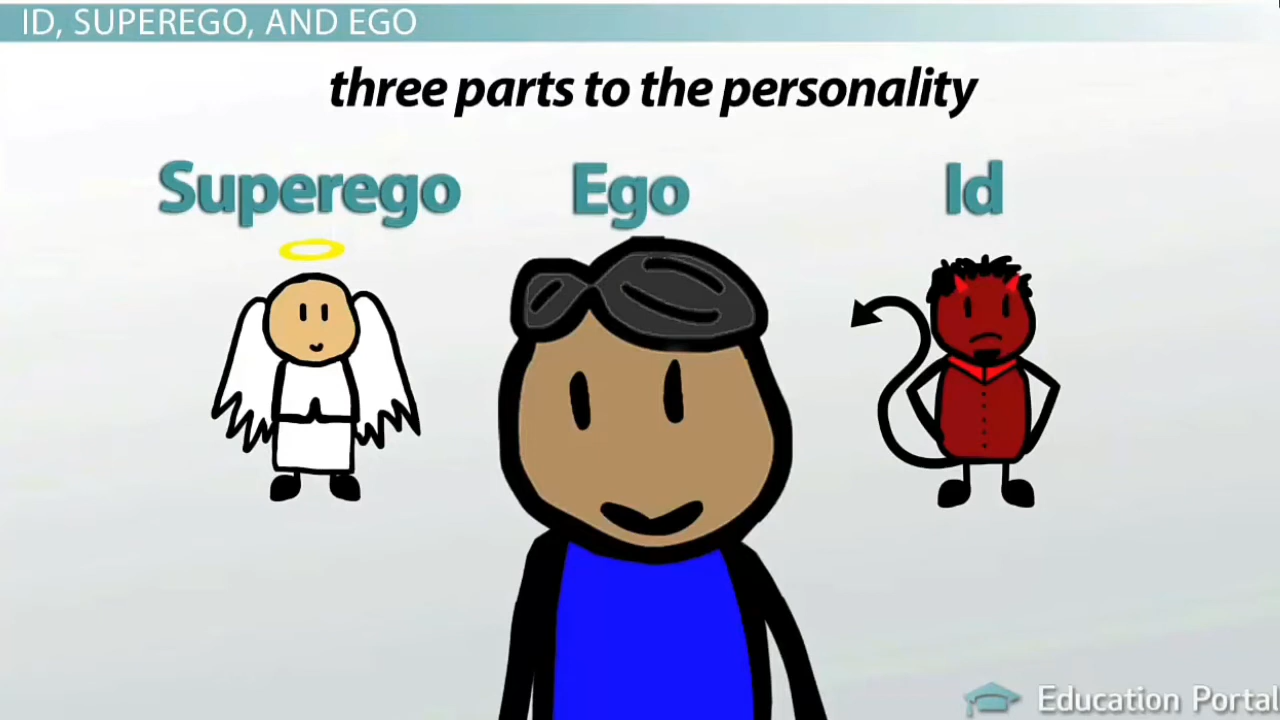 ID, SUPEREGO, AND EGO
three parts to the personality
Superego Ego Id
Education Portal